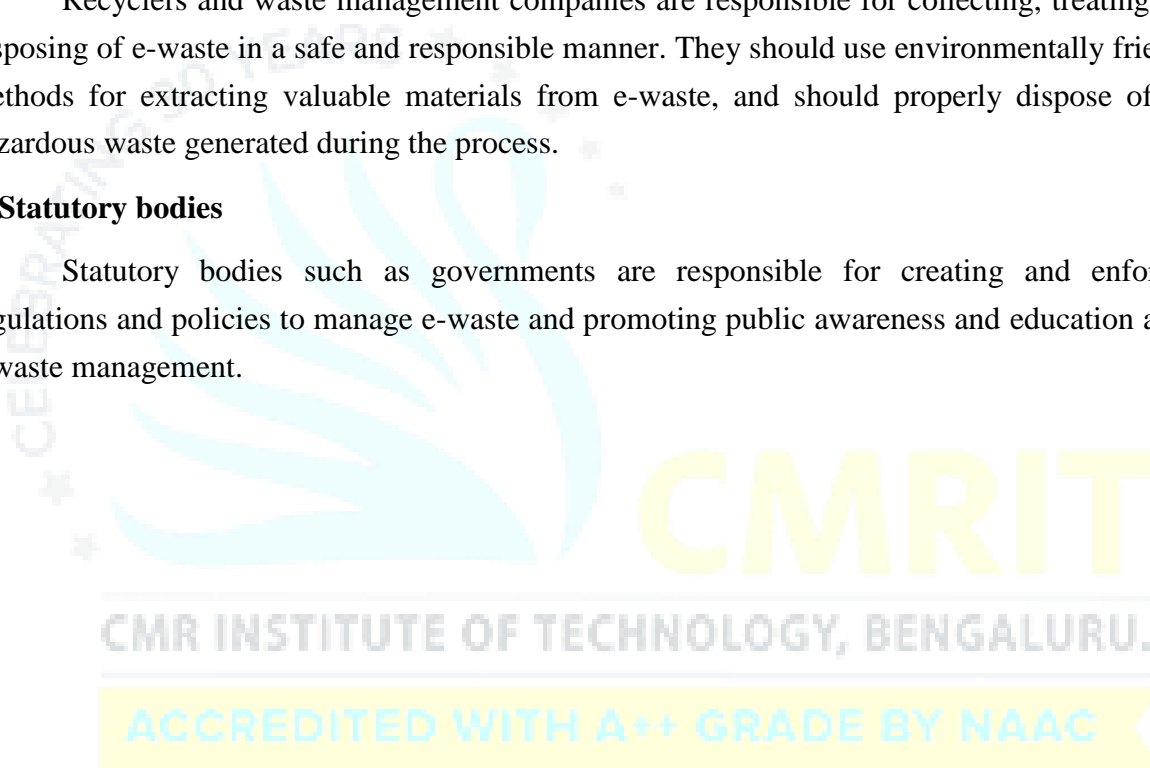 Recyclers and waste management companies are responsible for collecting, treating
sposing of e-waste in a safe and responsible manner. They should use environmentally frie
ethods for extracting valuable materials from e-waste, and should properly dispose of
zardous waste generated during the process.
Statutory bodies
Statutory bodies such as governments are responsible for creating and enfor
gulations and policies to manage e-waste and promoting public awareness and education a
waste management.
CELEBRATING 30 YEARS
CMRIT
CMR INSTITUTE OF TECHNOLOGY, BENGALURU.
ACCREDITED WITH A++ GRADE BY NAAC